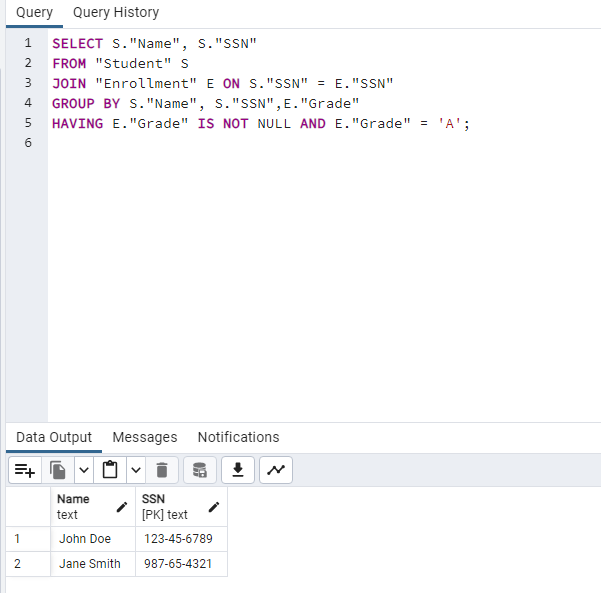 Query Query History
1 SELECT S."Name", S."SSN"
2 FROM "Student" S
3 JOIN "Enrollment" E ON S."SSN" = E."SSN"
4 GROUP BY S."Name", S."SSN",E."Grade"
5 HAVING E."Grade" IS NOT NULL AND E."Grade" = 'A';
6
Data Output Messages Notifications
Name SSN
text [PK] text
1 John Doe 123-45-6789
2 Jane Smith 987-65-4321